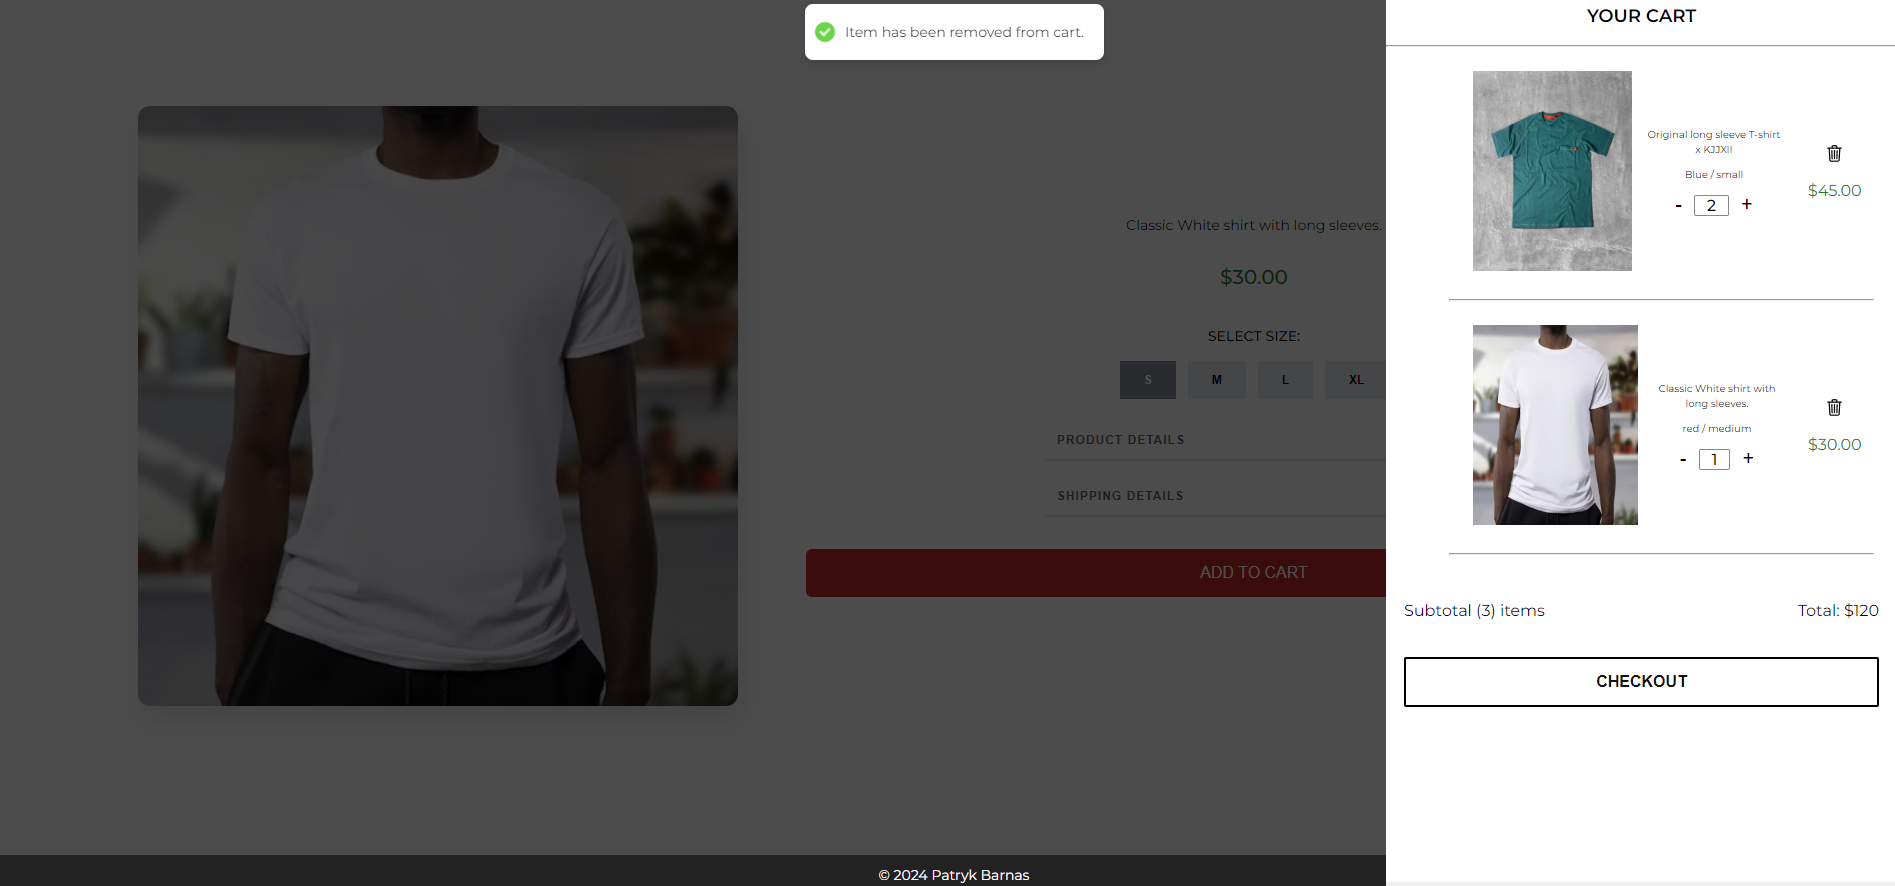 Item has been removed from cart.
Classic White shirt with long sleeves.
$30.00
SELECT SIZE:
S M L XL
PRODUCT DETAILS
SHIPPING DETAILS
ADD TO CART
© 2024 Patryk Barnas
YOUR CART
Original long sleeve T-shirt
x KJJXII
Blue / small
- 2 +
$45.00
Classic White shirt with
long sleeves.
red / medium
- 1 +
$30.00
Subtotal (3) items
Total: $120
CHECKOUT